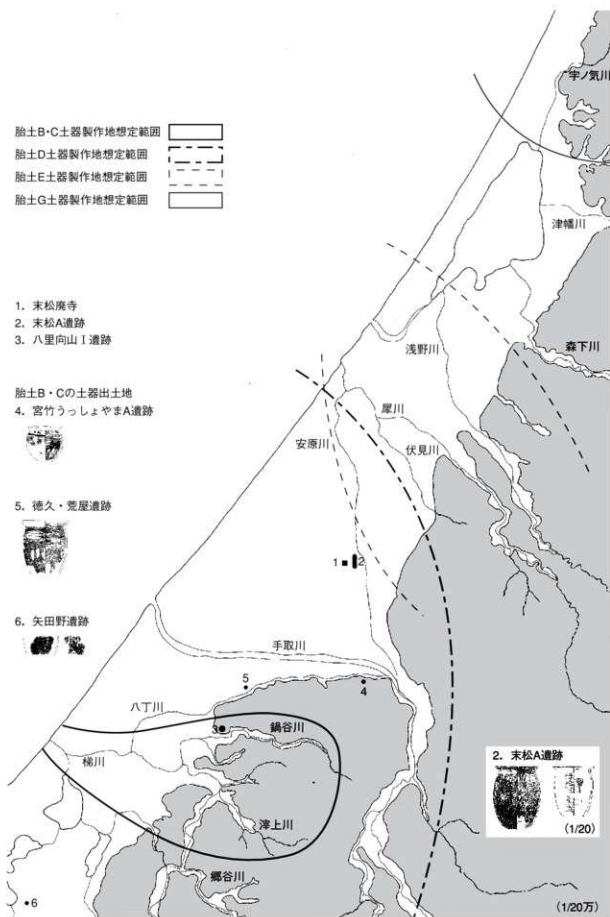 胎土B・C土器製作地想定範囲
胎土D土器製作地想定範囲
胎土E土器製作地想定範囲
胎土G土器製作地想定範囲
1. 末松廃寺
2. 末松A遺跡
3. 八里向山Ⅰ遺跡
胎土B・Cの土器出土地
4. 宮竹うっしょやまA遺跡
5. 徳久・荒屋遺跡
6. 矢田野遺跡
宇ノ気川
津幡川
森下川
浅野川
犀川
伏見川
安原川
1
2
手取川
5
4
八丁川
3
鍋谷川
梯川
滓上川
郷谷川
6
2. 末松A遺跡
(1/20)
(1/20万)